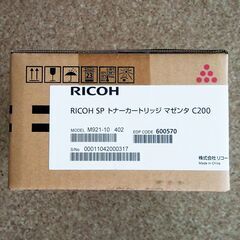 RICOH
RICOH SP トナーカートリッジ マゼンタ C200
MODEL M921-10 402 EDP CODE 600570
S/No. 00011042000317
株式会社 リコー
Made in China